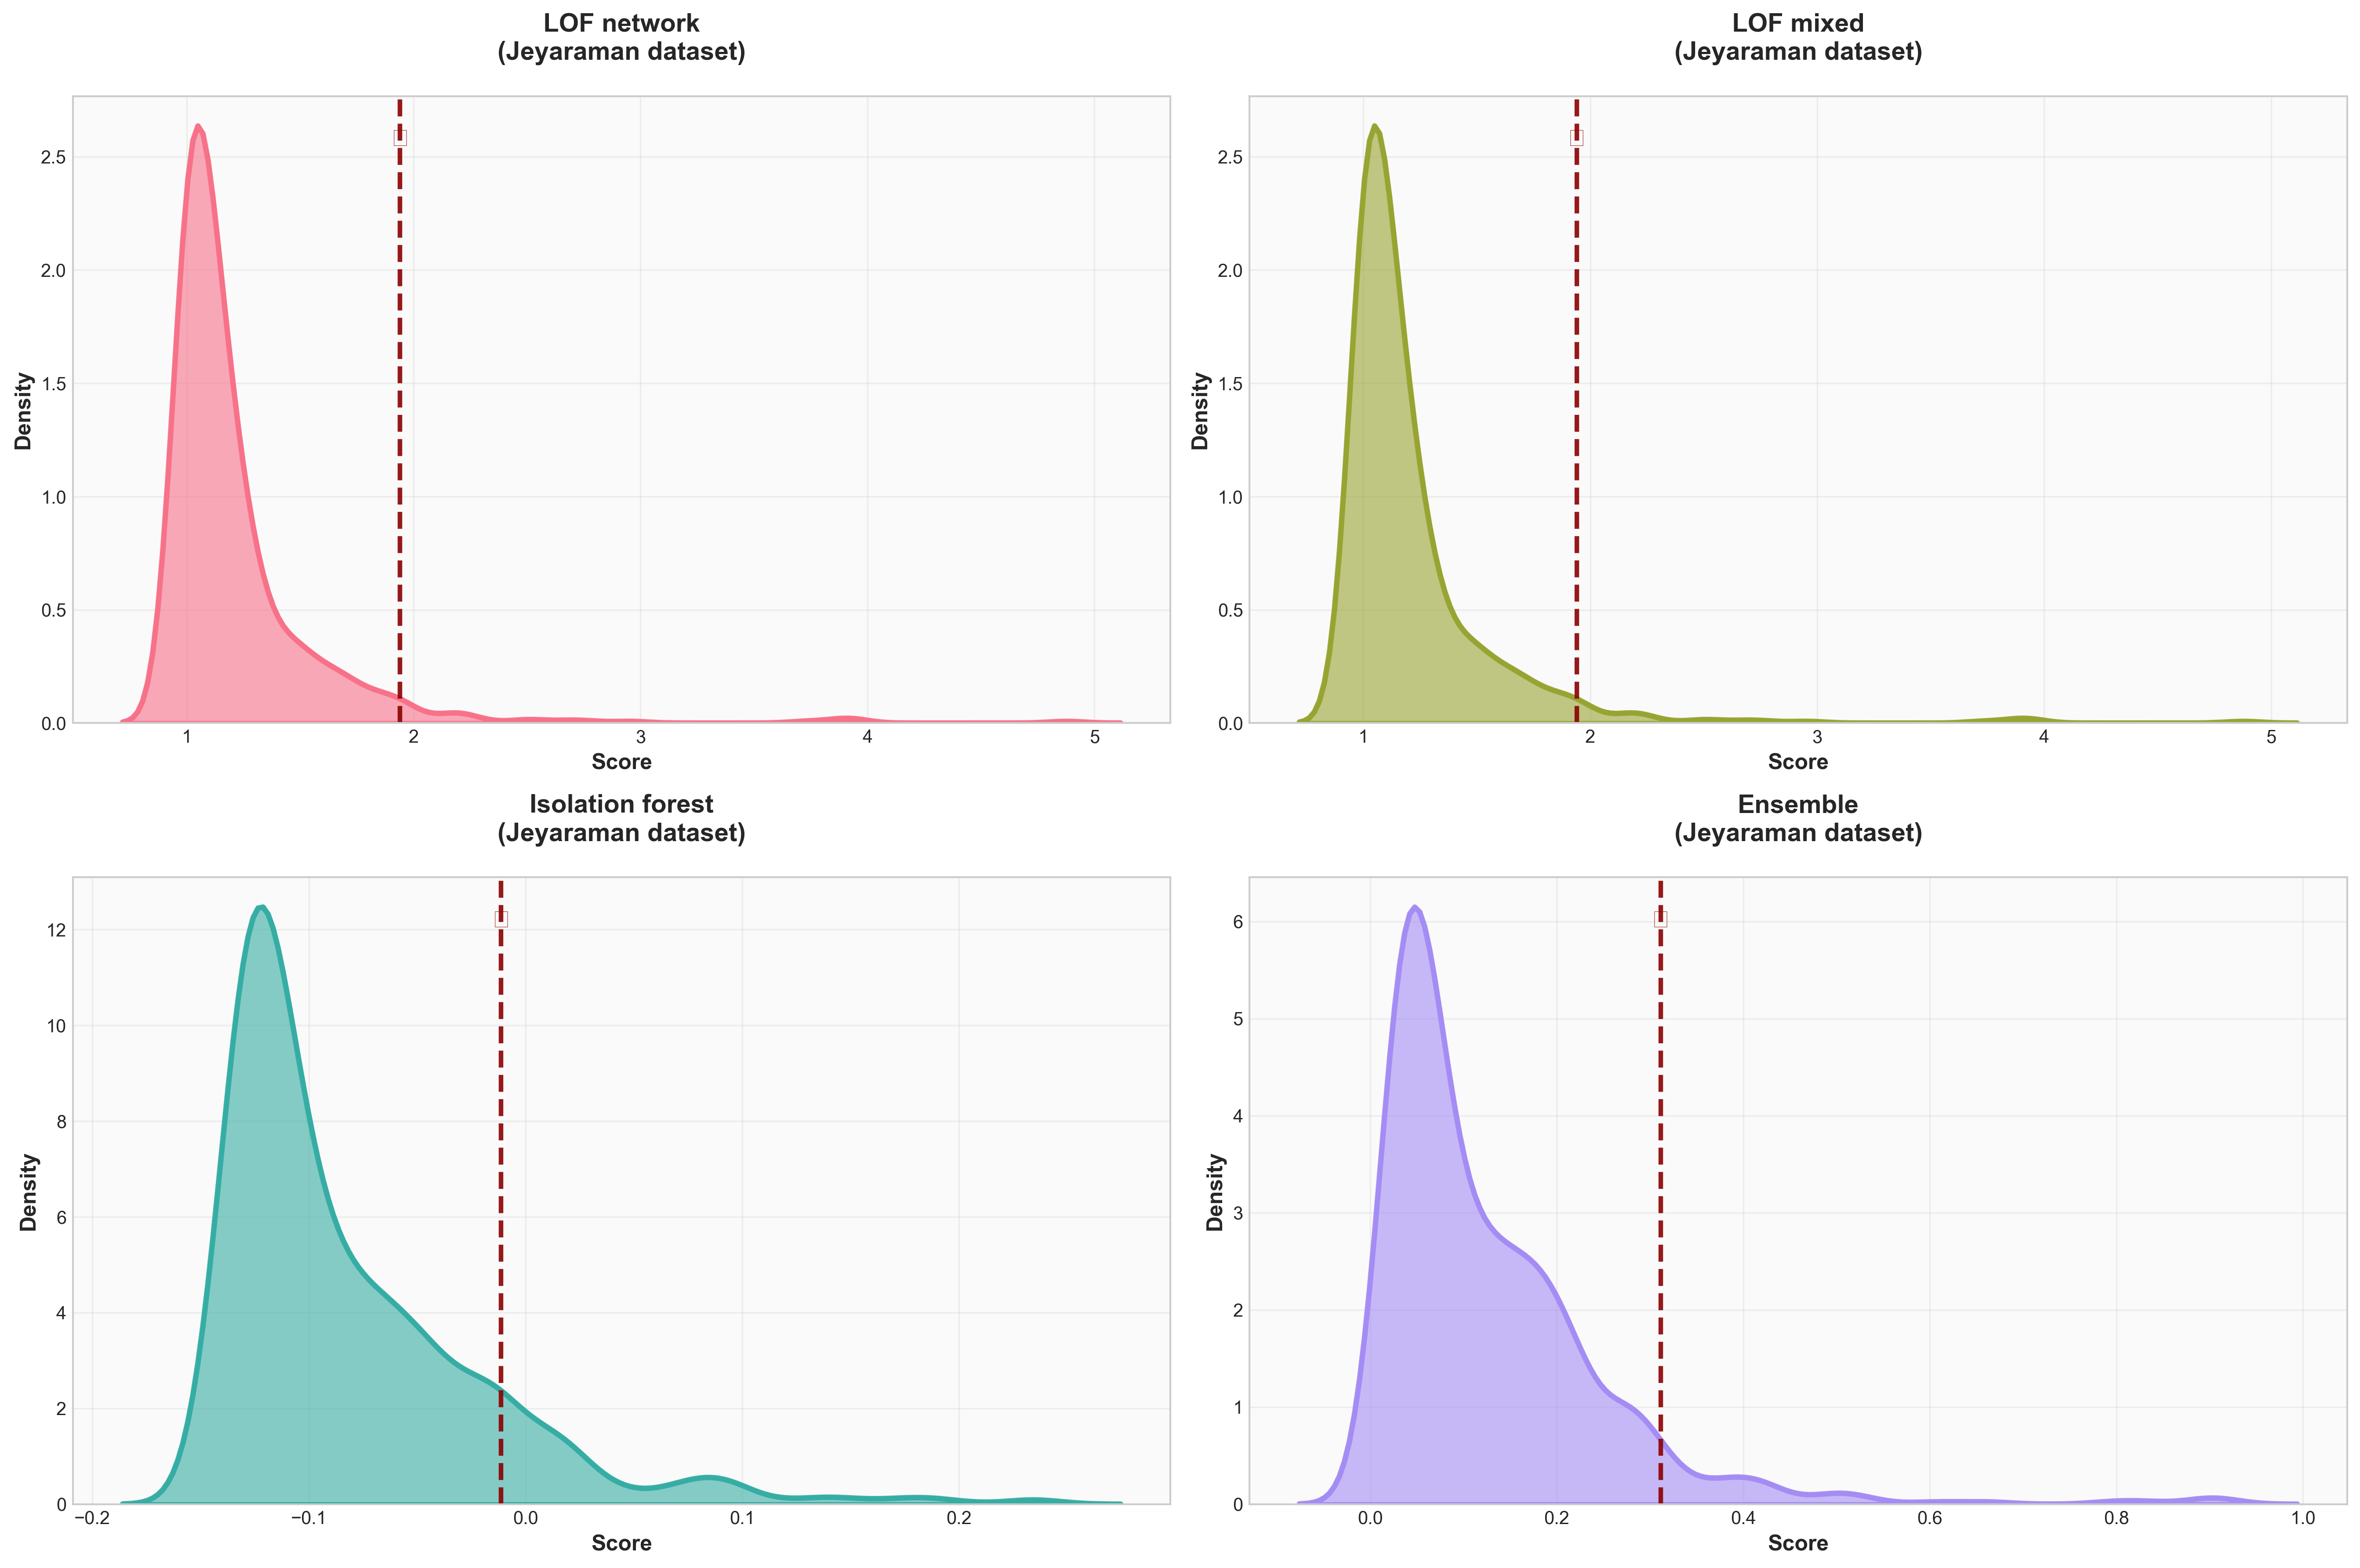 LOF network
(Jeyaraman dataset)
Density
2.5
2.0
1.5
1.0
0.5
0.0
1 2 3 4 5
Score
LOF mixed
(Jeyaraman dataset)
Density
2.5
2.0
1.5
1.0
0.5
0.0
1 2 3 4 5
Score
Isolation forest
(Jeyaraman dataset)
Density
12
10
8
6
4
2
0
−0.2 −0.1 0.0 0.1 0.2
Score
Ensemble
(Jeyaraman dataset)
Density
6
5
4
3
2
1
0
0.0 0.2 0.4 0.6 0.8 1.0
Score